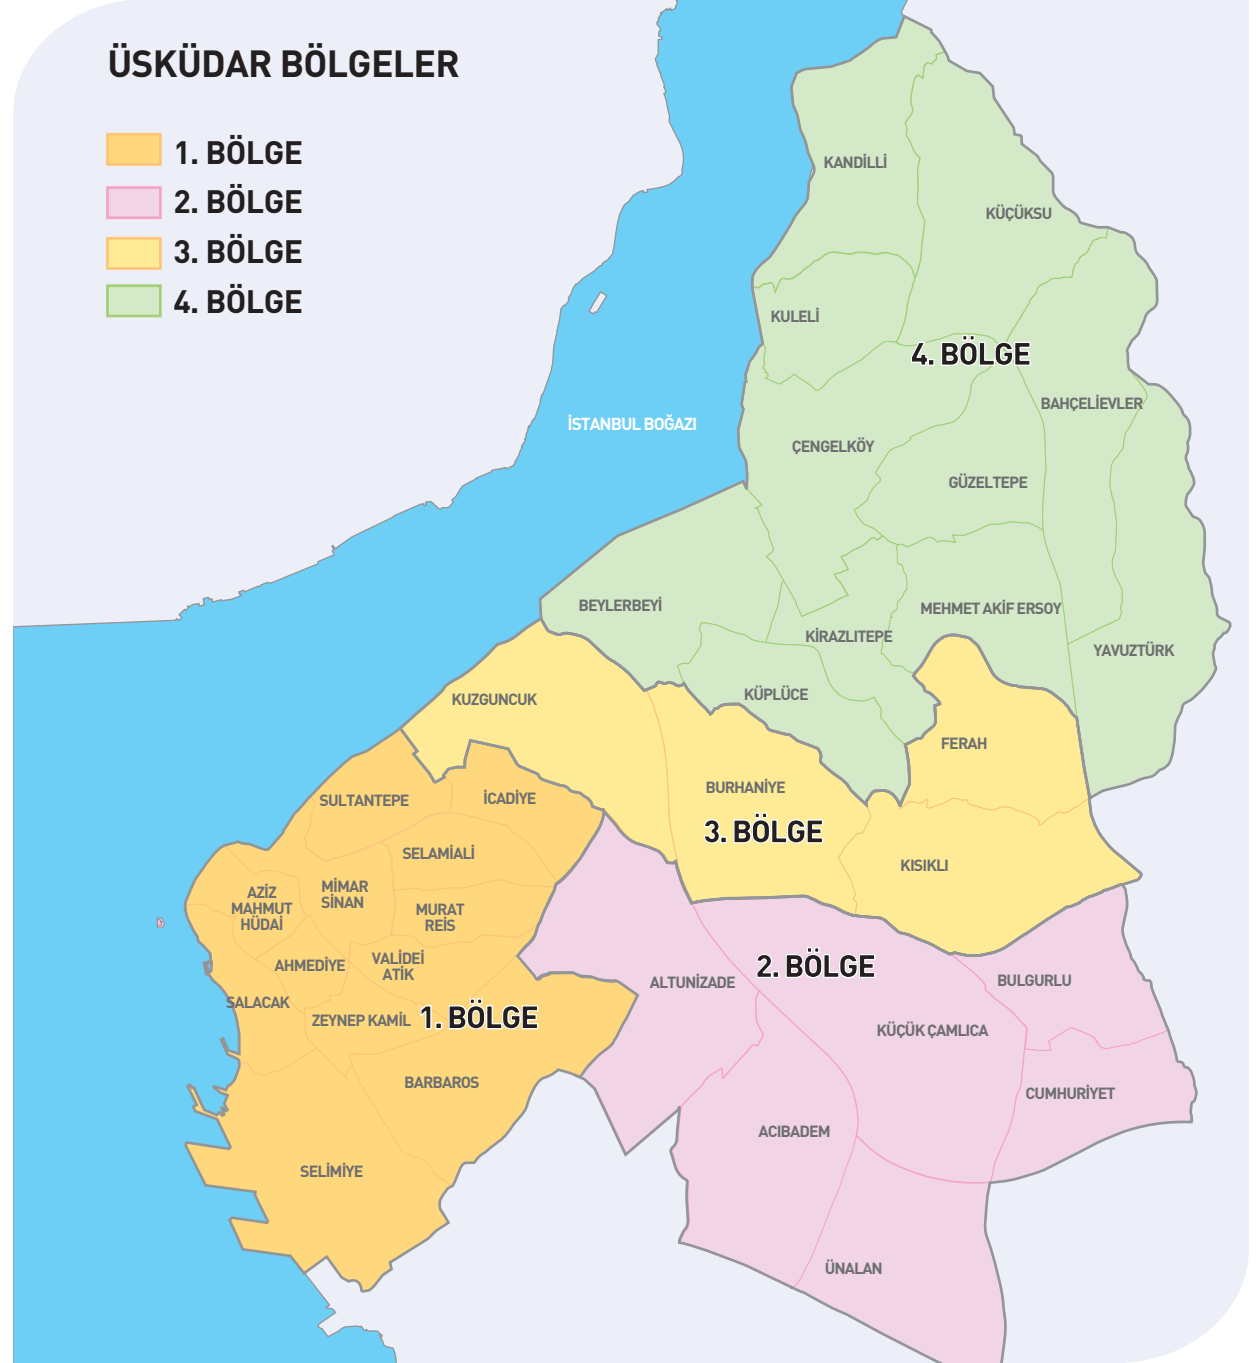 ÜSKÜDAR BÖLGELER
1. BÖLGE
2. BÖLGE
3. BÖLGE
4. BÖLGE
KANDİLLİ
KÜÇÜKSU
KULELİ
4. BÖLGE
BAHÇELİEVLER
İSTANBUL BOĞAZI
ÇENGELKÖY
GÜZELTEPE
BEYLERBEYİ
MEHMET AKİF ERSOY
KİRAZLITEPE
YAVUZTÜRK
KÜPLÜCE
KUZGUNCUK
FERAH
BURHANİYE
SULTANTEPE
İCADİYE
3. BÖLGE
SELAMİALİ
KISIKLI
AZİZ
MAHMUT
HÜDAİ
MİMAR
SİNAN
MURAT
REİS
AHMEDİYE
VALİDEİ
ATİK
2. BÖLGE
ALTUNİZADE
BULGURLU
SALACAK
ZEYNEP KAMİL
1. BÖLGE
KÜÇÜK ÇAMLICA
BARBAROS
CUMHURİYET
ACIBADEM
SELİMİYE
ÜNALAN